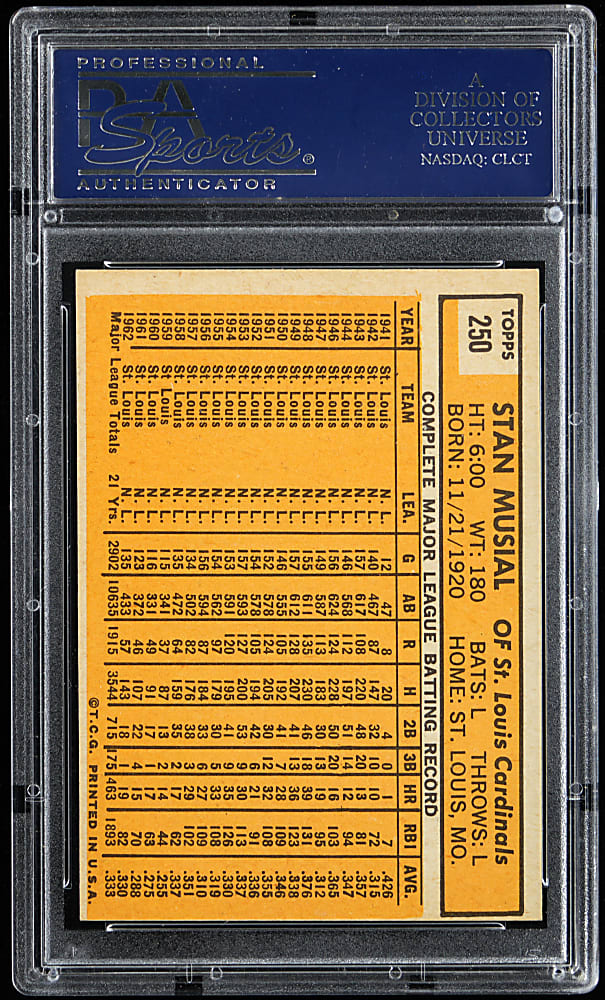 PROFESSIONAL
PSA
Sports®
AUTHENTICATOR
A
DIVISION OF
COLLECTORS
UNIVERSE
NASDAQ: CLCT
TOPPS
250
STAN MUSIAL OF St. Louis Cardinals
HT: 6:00 WT: 180 BATS: L THROWS: L
BORN: 11/21/1920 HOME: ST. LOUIS, MO.
COMPLETE MAJOR LEAGUE BATTING RECORD
YEAR TEAM LEA. G AB R H 2B 3B HR RBI AVG.
1941 St. Louis N. L. 12 47 8 20 4 0 1 7 .426
1942 St. Louis N. L. 140 467 87 147 32 10 10 72 .315
1943 St. Louis N. L. 157 617 108 220 48 20 13 81 .357
1944 St. Louis N. L. 146 568 112 197 51 14 12 94 .347
1946 St. Louis N. L. 156 624 124 228 50 20 16 103 .365
1947 St. Louis N. L. 149 587 113 183 30 13 19 95 .312
1948 St. Louis N. L. 155 611 135 230 46 18 39 131 .376
1949 St. Louis N. L. 157 612 128 207 41 13 36 123 .338
1950 St. Louis N. L. 146 555 105 192 41 7 28 109 .346
1951 St. Louis N. L. 152 578 124 205 30 12 32 108 .355
1952 St. Louis N. L. 154 578 105 194 42 6 21 91 .336
1953 St. Louis N. L. 157 593 127 200 53 9 30 113 .337
1954 St. Louis N. L. 153 591 120 195 41 9 35 126 .330
1955 St. Louis N. L. 154 562 97 179 30 5 33 108 .319
1956 St. Louis N. L. 156 594 87 184 33 6 27 109 .310
1957 St. Louis N. L. 134 502 82 176 38 3 29 102 .351
1958 St. Louis N. L. 135 472 64 159 35 2 17 62 .337
1959 St. Louis N. L. 115 341 37 87 13 2 14 44 .255
1960 St. Louis N. L. 116 331 49 91 17 1 17 63 .275
1961 St. Louis N. L. 123 372 46 107 22 4 15 70 .288
1962 St. Louis N. L. 135 433 57 143 18 1 19 82 .330
Major League Totals 21 Yrs. 2902 10635 1915 3544 715 175 463 1893 .333
©T.C.G. PRINTED IN U.S.A.